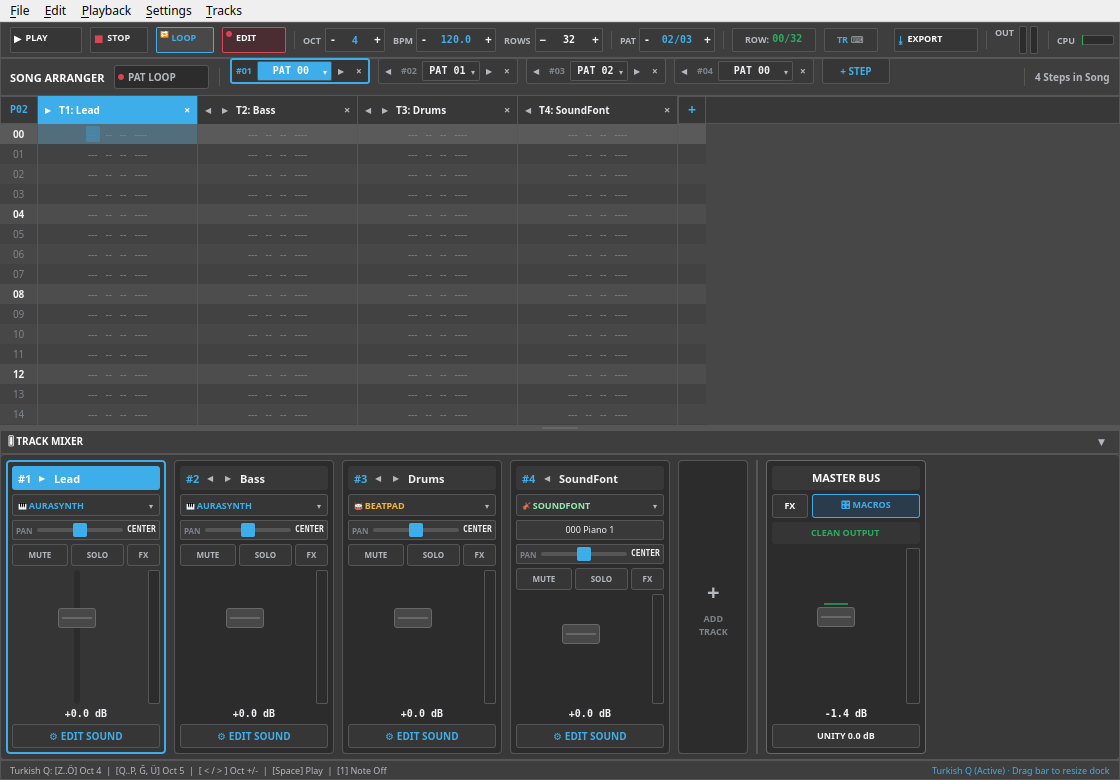 File Edit Playback Settings Tracks
▶ PLAY ■ STOP LOOP EDIT OCT - 4 + BPM - 120.0 + ROWS − 32 + PAT - 02/03 + ROW: 00/32 TR EXPORT OUT CPU
SONG ARRANGER PAT LOOP #01 PAT 00 ▾ ▶ × ◀ #02 PAT 01 ▾ ▶ × ◀ #03 PAT 02 ▾ ▶ × ◀ #04 PAT 00 ▾ × + STEP 4 Steps in Song
P02 ▶ T1: Lead × ◀ ▶ T2: Bass × ◀ ▶ T3: Drums × ◀ T4: SoundFont × +
00 --- -- -- ---- --- -- -- ---- --- -- -- ---- --- -- -- ----
01 --- -- -- ---- --- -- -- ---- --- -- -- ---- --- -- -- ----
02 --- -- -- ---- --- -- -- ---- --- -- -- ---- --- -- -- ----
03 --- -- -- ---- --- -- -- ---- --- -- -- ---- --- -- -- ----
04 --- -- -- ---- --- -- -- ---- --- -- -- ---- --- -- -- ----
05 --- -- -- ---- --- -- -- ---- --- -- -- ---- --- -- -- ----
06 --- -- -- ---- --- -- -- ---- --- -- -- ---- --- -- -- ----
07 --- -- -- ---- --- -- -- ---- --- -- -- ---- --- -- -- ----
08 --- -- -- ---- --- -- -- ---- --- -- -- ---- --- -- -- ----
09 --- -- -- ---- --- -- -- ---- --- -- -- ---- --- -- -- ----
10 --- -- -- ---- --- -- -- ---- --- -- -- ---- --- -- -- ----
11 --- -- -- ---- --- -- -- ---- --- -- -- ---- --- -- -- ----
12 --- -- -- ---- --- -- -- ---- --- -- -- ---- --- -- -- ----
13 --- -- -- ---- --- -- -- ---- --- -- -- ---- --- -- -- ----
14 --- -- -- ---- --- -- -- ---- --- -- -- ---- --- -- -- ----
TRACK MIXER ▼
#1 ▶ Lead
AURASYNTH ▾
PAN CENTER
MUTE SOLO FX
+0.0 dB
⚙ EDIT SOUND
#2 ◀ ▶ Bass
AURASYNTH ▾
PAN CENTER
MUTE SOLO FX
+0.0 dB
⚙ EDIT SOUND
#3 ◀ ▶ Drums
BEATPAD ▾
PAN CENTER
MUTE SOLO FX
+0.0 dB
⚙ EDIT SOUND
#4 ◀ SoundFont
SOUNDFONT ▾
000 Piano 1
PAN CENTER
MUTE SOLO FX
+0.0 dB
⚙ EDIT SOUND
+
ADD
TRACK
MASTER BUS
FX MACROS
CLEAN OUTPUT
-1.4 dB
UNITY 0.0 dB
Turkish Q: [Z..Ö] Oct 4 | [Q..P, Ğ, Ü] Oct 5 | [ < / > ] Oct +/- | [Space] Play | [1] Note Off
Turkish Q (Active) · Drag bar to resize dock